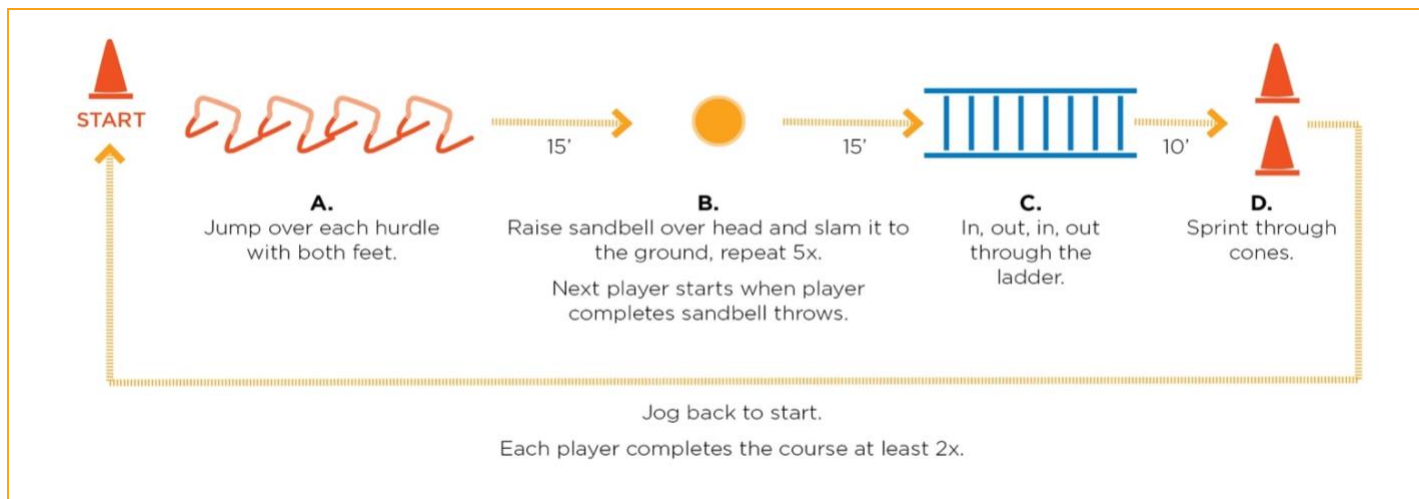 START
15’
15’
10’
A.
Jump over each hurdle
with both feet.
B.
Raise sandbell over head and slam it to
the ground, repeat 5x.
Next player starts when player
completes sandbell throws.
C.
In, out, in, out
through the
ladder.
D.
Sprint through
cones.
Jog back to start.
Each player completes the course at least 2x.